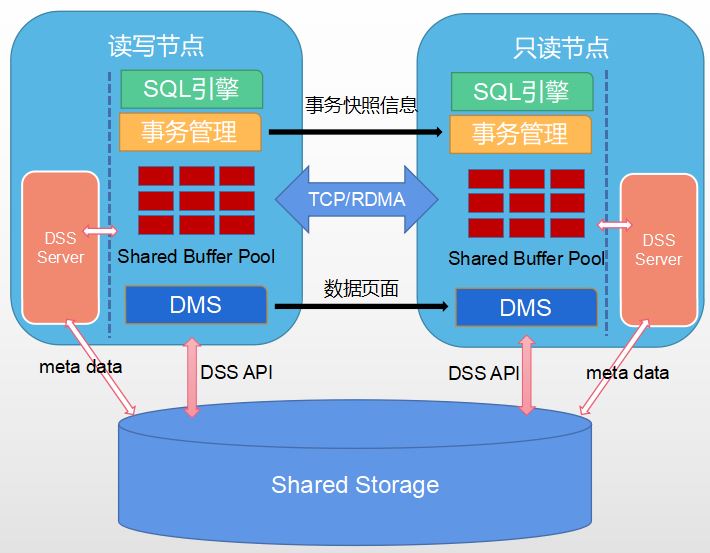 读写节点
只读节点
SQL引擎
SQL引擎
事务快照信息
事务管理
事务管理
TCP/RDMA
DSS
Server
DSS
Server
Shared Buffer Pool
Shared Buffer Pool
数据页面
DMS
DMS
meta data
DSS API
DSS API
meta data
Shared Storage